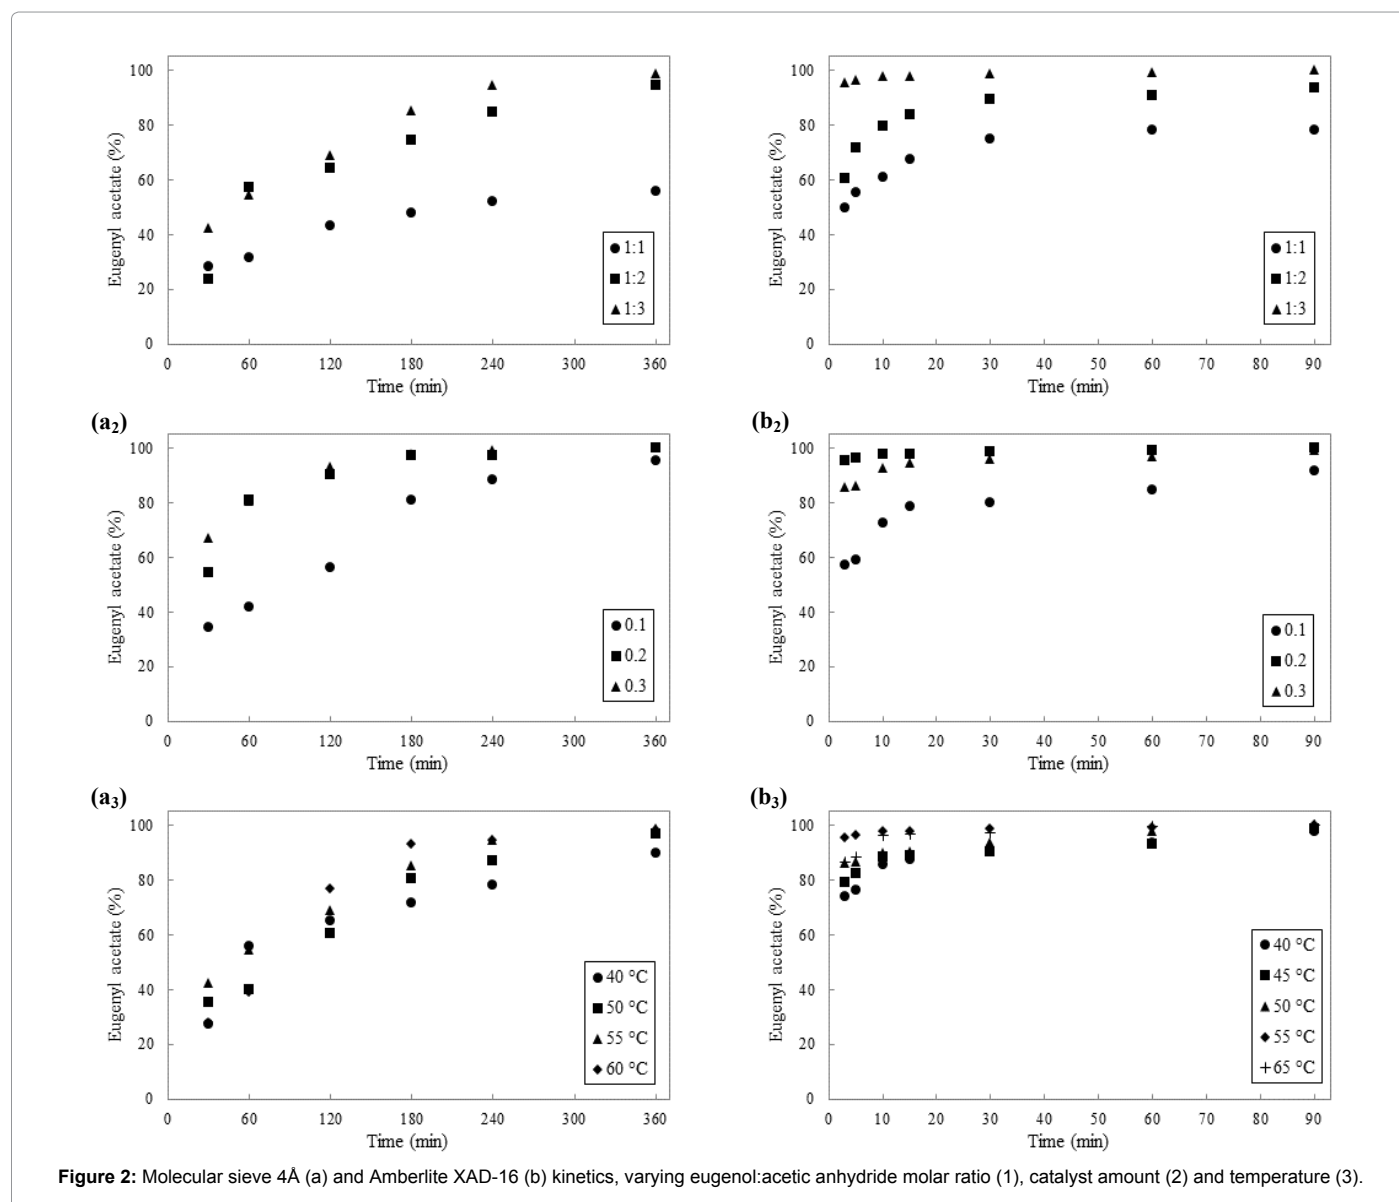 100
80
60
40
20
0
Eugenyl acetate (%)
1:1
1:2
1:3
0 60 120 180 240 300 360
Time (min)
100
80
60
40
20
0
Eugenyl acetate (%)
1:1
1:2
1:3
0 10 20 30 40 50 60 70 80 90
Time (min)
(a2)
100
80
60
40
20
0
Eugenyl acetate (%)
0.1
0.2
0.3
0 60 120 180 240 300 360
Time (min)
(b2)
100
80
60
40
20
0
Eugenyl acetate (%)
0.1
0.2
0.3
0 10 20 30 40 50 60 70 80 90
Time (min)
(a3)
100
80
60
40
20
0
Eugenyl acetate (%)
40 °C
50 °C
55 °C
60 °C
0 60 120 180 240 300 360
Time (min)
(b3)
100
80
60
40
20
0
Eugenyl acetate (%)
40 °C
45 °C
50 °C
55 °C
65 °C
0 10 20 30 40 50 60 70 80 90
Time (min)
Figure 2: Molecular sieve 4Å (a) and Amberlite XAD-16 (b) kinetics, varying eugenol:acetic anhydride molar ratio (1), catalyst amount (2) and temperature (3).